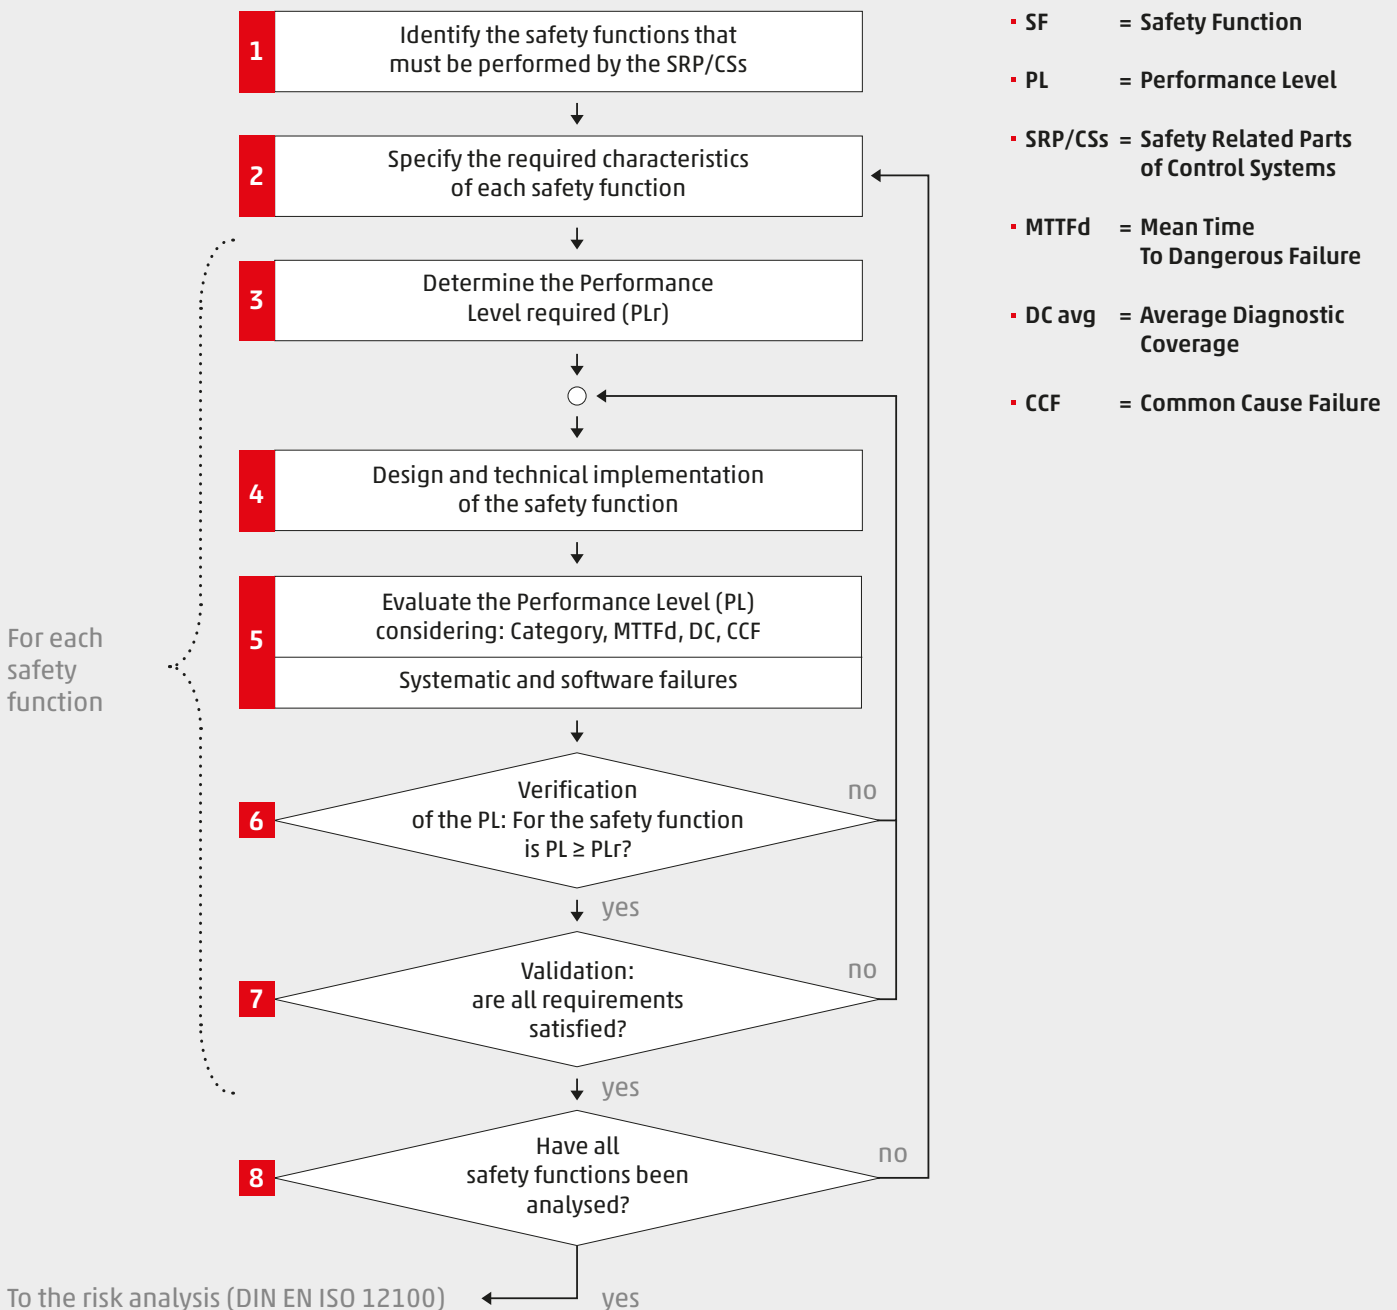 1
Identify the safety functions that
must be performed by the SRP/CSs
2
Specify the required characteristics
of each safety function
3
Determine the Performance
Level required (PLr)
4
Design and technical implementation
of the safety function
5
Evaluate the Performance Level (PL)
considering: Category, MTTFd, DC, CCF
Systematic and software failures
For each
safety
function
6
Verification
of the PL: For the safety function
is PL ≥ PLr?
no
yes
7
Validation:
are all requirements
satisfied?
no
yes
8
Have all
safety functions been
analysed?
no
To the risk analysis (DIN EN ISO 12100)
yes
SF = Safety Function
PL = Performance Level
SRP/CSs = Safety Related Parts
of Control Systems
MTTFd = Mean Time
To Dangerous Failure
DC avg = Average Diagnostic
Coverage
CCF = Common Cause Failure